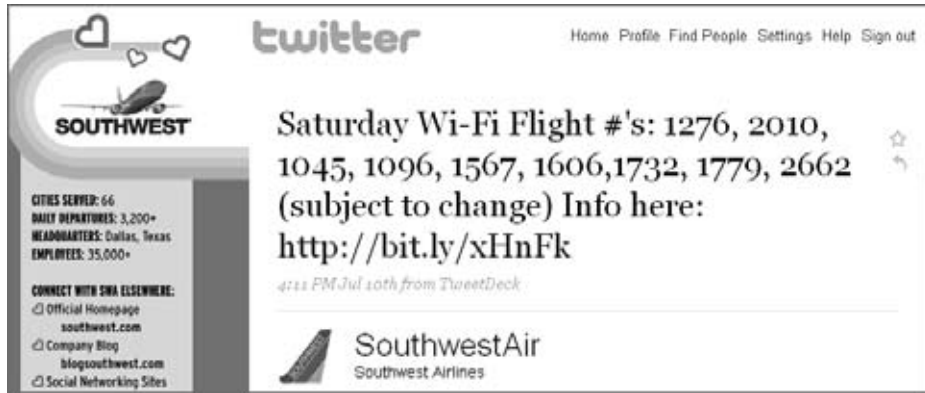 twitter
Home Profile Find People Settings Help Sign out
SOUTHWEST
CITIES SERVED: 66
DAILY DEPARTURES: 3,200+
HEADQUARTERS: Dallas, Texas
EMPLOYEES: 35,000+
CONNECT WITH SWA ELSEWHERE:
Official Homepage
southwest.com
Company Blog
blogsouthwest.com
Social Networking Sites
Saturday Wi-Fi Flight #'s: 1276, 2010,
1045, 1096, 1567, 1606,1732, 1779, 2662
(subject to change) Info here:
http://bit.ly/xHnFk
4:11 PM Jul 10th from TweetDeck
SouthwestAir
Southwest Airlines